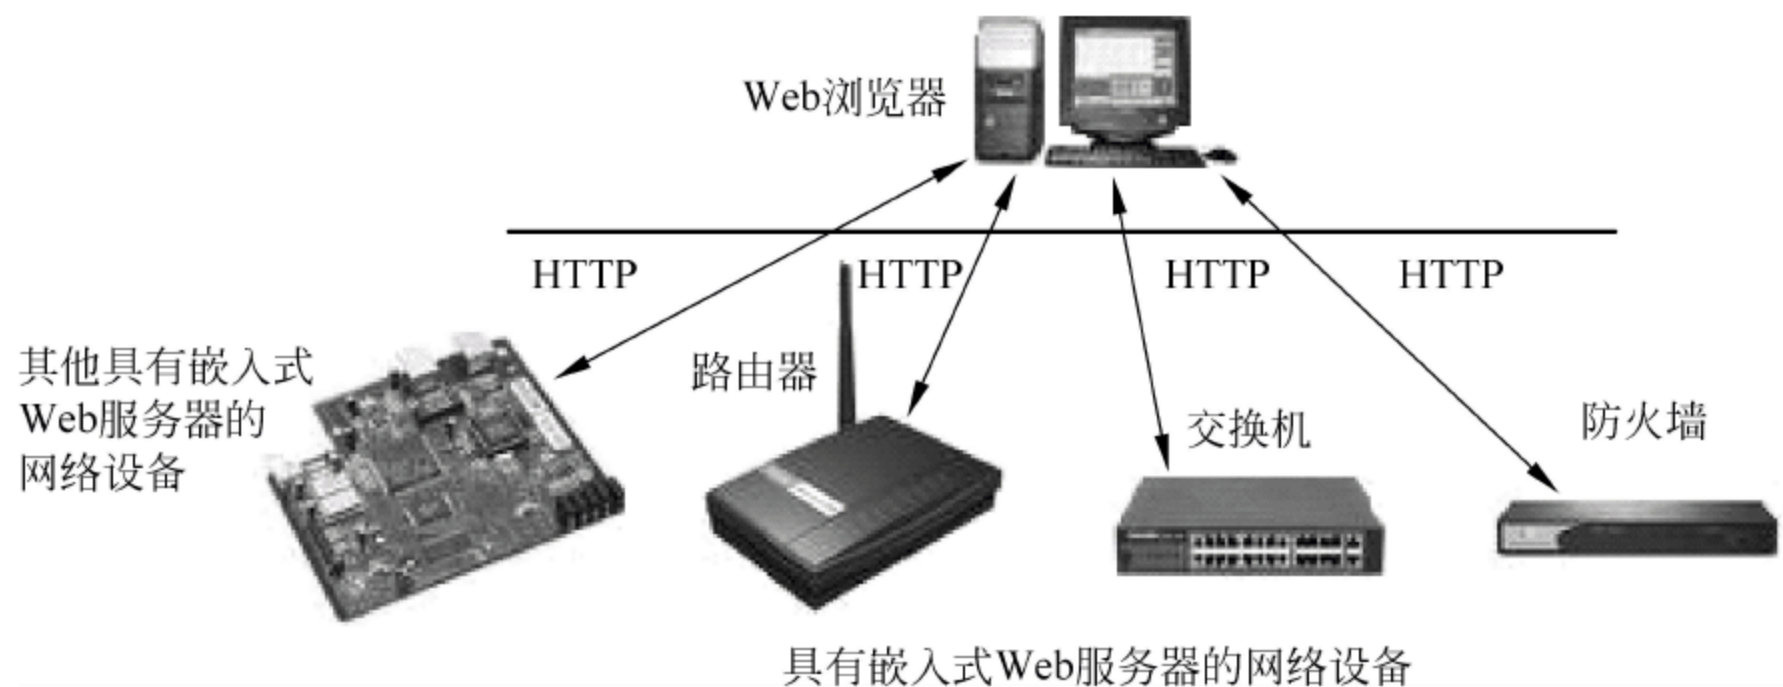 Web浏览器
HTTP
HTTP
HTTP
HTTP
其他具有嵌入式
Web服务器的
网络设备
路由器
交换机
防火墙
具有嵌入式Web服务器的网络设备